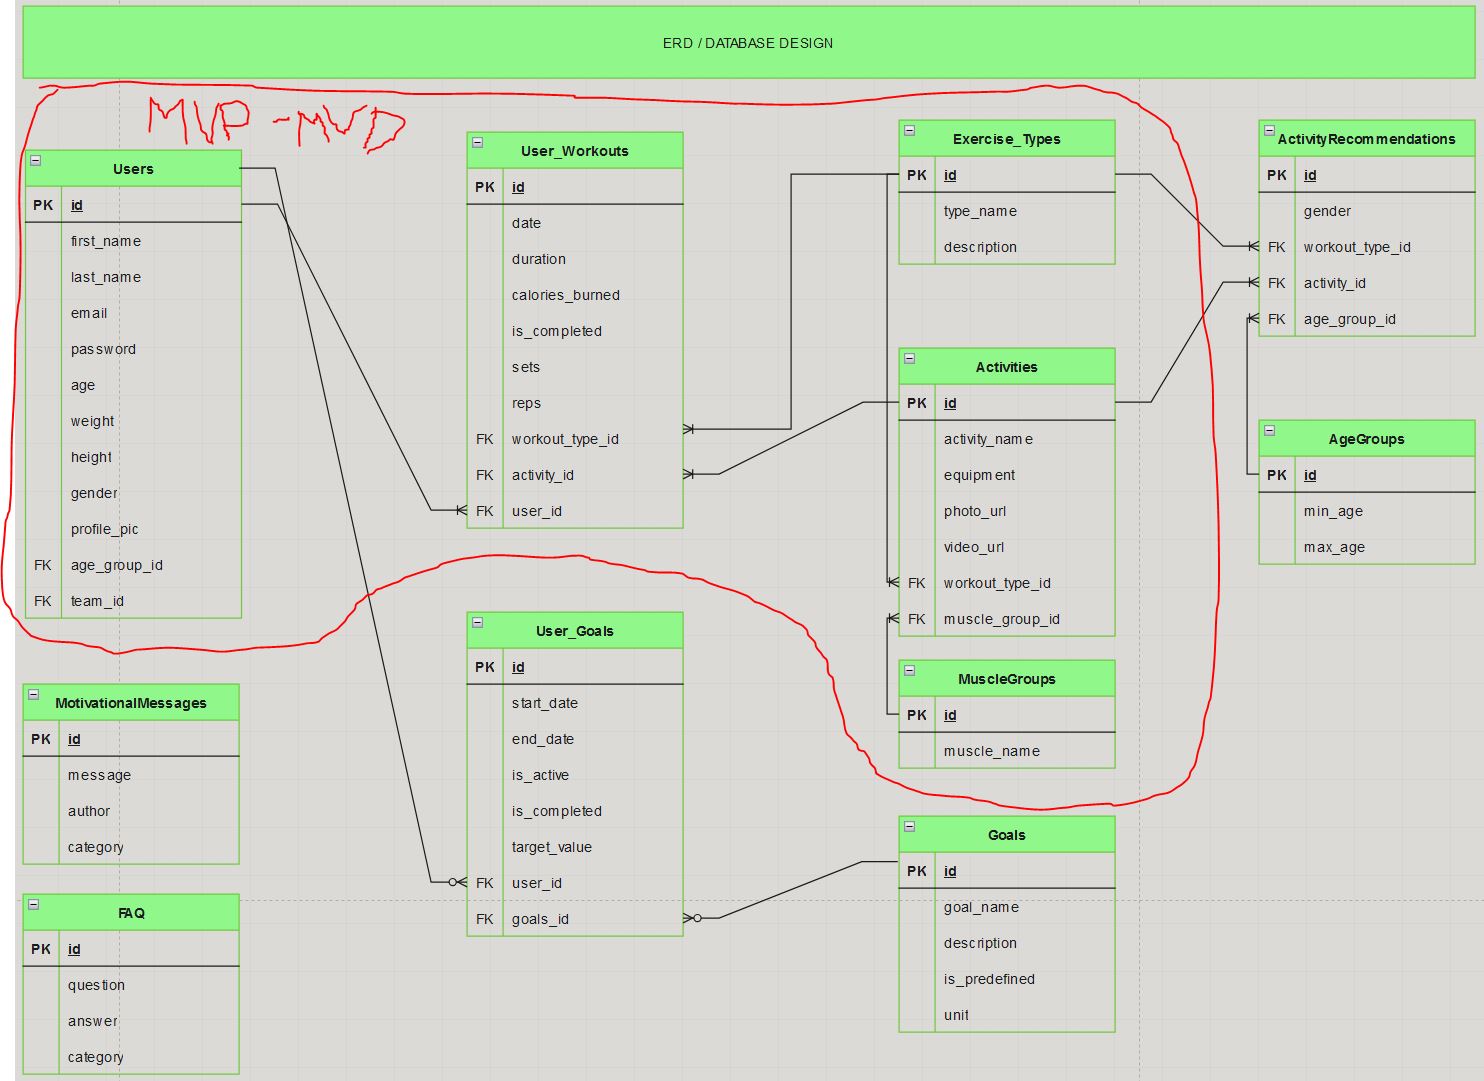 ERD / DATABASE DESIGN
MVP - MVD
Users
PK id
first_name
last_name
email
password
age
weight
height
gender
profile_pic
FK age_group_id
FK team_id
User_Workouts
PK id
date
duration
calories_burned
is_completed
sets
reps
FK workout_type_id
FK activity_id
FK user_id
Exercise_Types
PK id
type_name
description
ActivityRecommendations
PK id
gender
FK workout_type_id
FK activity_id
FK age_group_id
Activities
PK id
activity_name
equipment
photo_url
video_url
FK workout_type_id
FK muscle_group_id
AgeGroups
PK id
min_age
max_age
MuscleGroups
PK id
muscle_name
User_Goals
PK id
start_date
end_date
is_active
is_completed
target_value
FK user_id
FK goals_id
MotivationalMessages
PK id
message
author
category
Goals
PK id
goal_name
description
is_predefined
unit
FAQ
PK id
question
answer
category